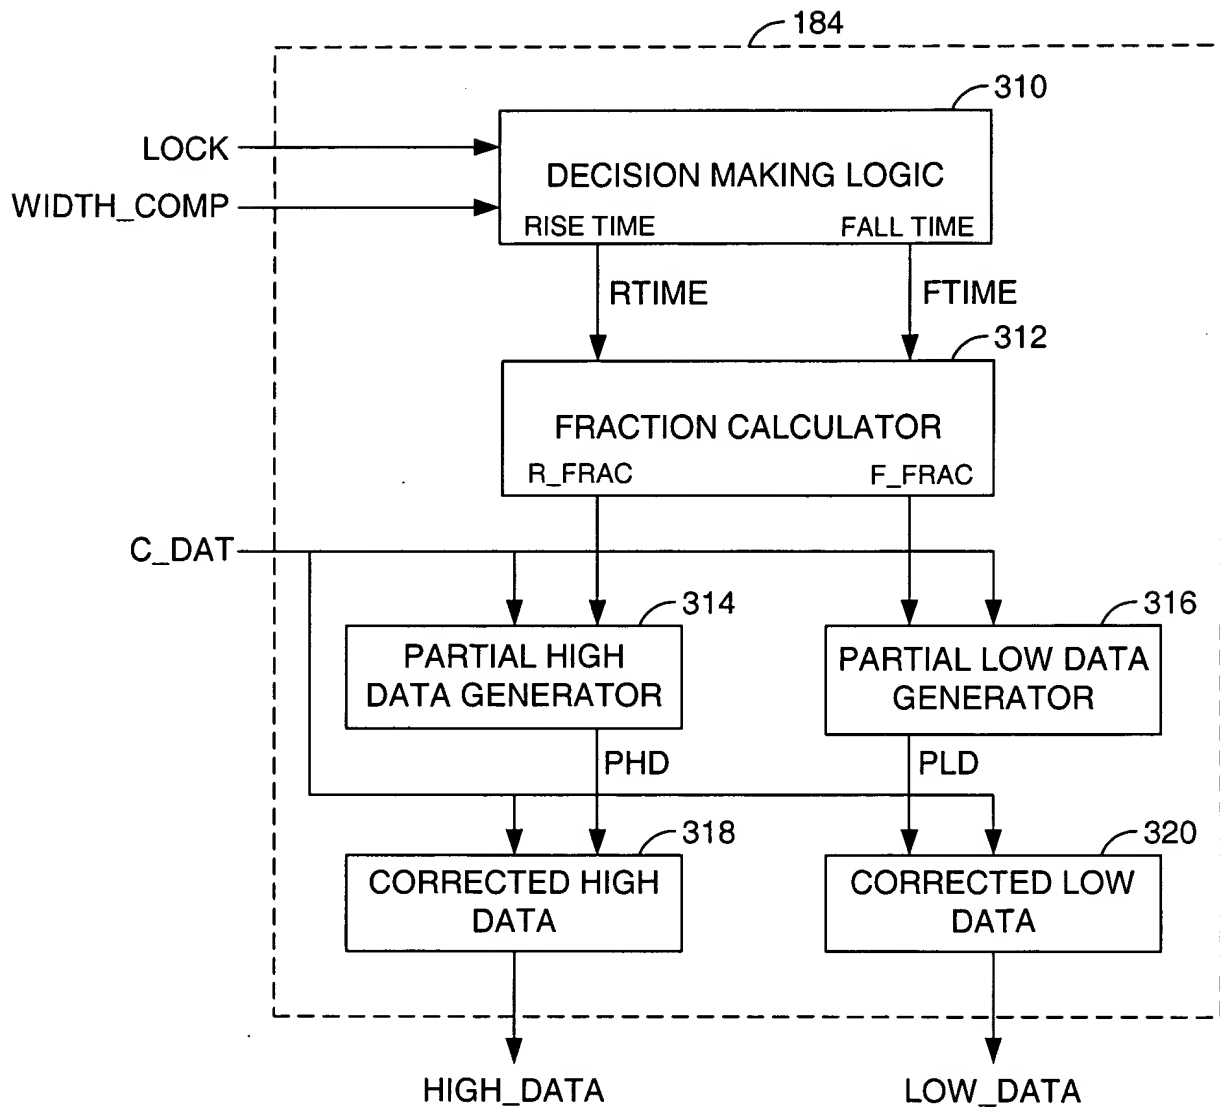 184
310
LOCK
DECISION MAKING LOGIC
WIDTH_COMP
RISE TIME
FALL TIME
RTIME
FTIME
312
FRACTION CALCULATOR
R_FRAC
F_FRAC
C_DAT
314
316
PARTIAL HIGH
DATA GENERATOR
PARTIAL LOW DATA
GENERATOR
PHD
PLD
318
320
CORRECTED HIGH
DATA
CORRECTED LOW
DATA
HIGH_DATA
LOW_DATA